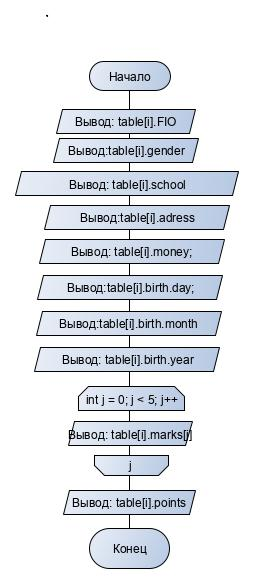 Начало
Вывод: table[i].FIO
Вывод:table[i].gender
Вывод: table[i].school
Вывод:table[i].adress
Вывод: table[i].money;
Вывод:table[i].birth.day;
Вывод:table[i].birth.month
Вывод: table[i].birth.year
int j = 0; j < 5; j++
Вывод: table[i].marks[j]
j
Вывод: table[i].points
Конец